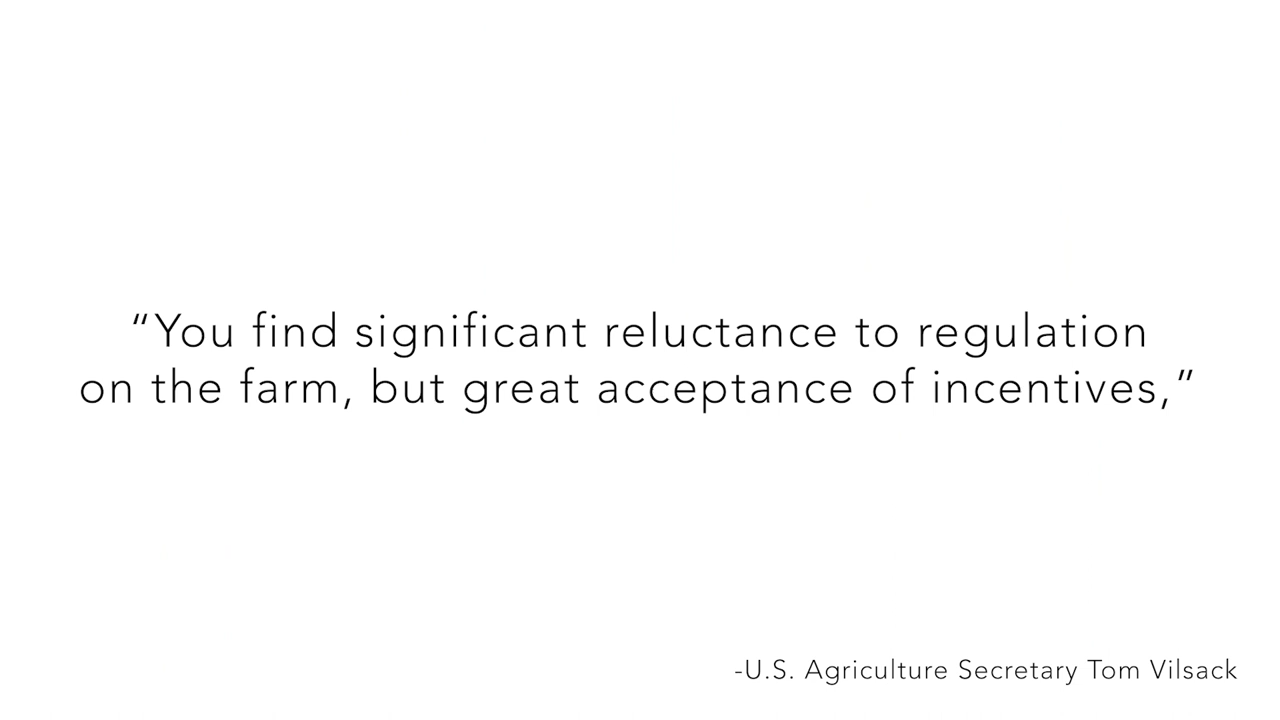 “You find significant reluctance to regulation
on the farm, but great acceptance of incentives,”
-U.S. Agriculture Secretary Tom Vilsack